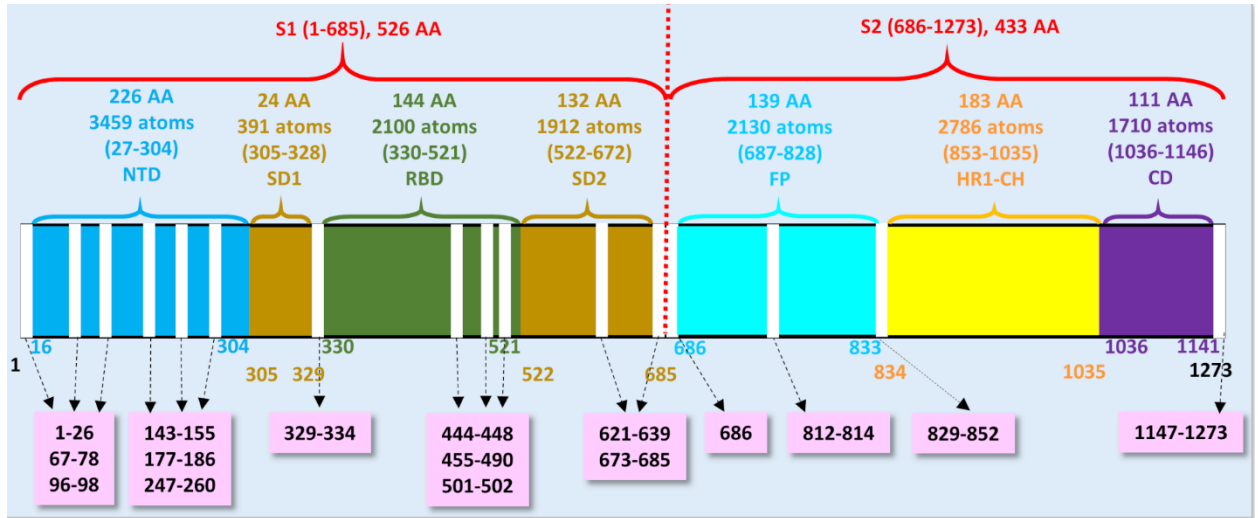 S1 (1-685), 526 AA
S2 (686-1273), 433 AA
226 AA
3459 atoms
(27-304)
NTD
24 AA
391 atoms
(305-328)
SD1
144 AA
2100 atoms
(330-521)
RBD
132 AA
1912 atoms
(522-672)
SD2
139 AA
2130 atoms
(687-828)
FP
183 AA
2786 atoms
(853-1035)
HR1-CH
111 AA
1710 atoms
(1036-1146)
CD
1
16
304
305
329
330
521
522
685
686
833
834
1035
1036
1141
1273
1-26
67-78
96-98
143-155
177-186
247-260
329-334
444-448
455-490
501-502
621-639
673-685
686
812-814
829-852
1147-1273